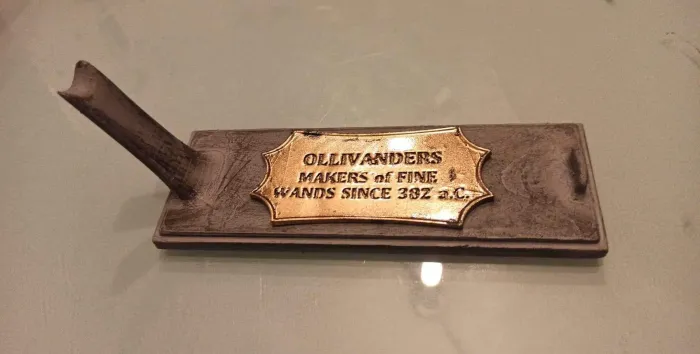 OLLIVANDERS
MAKERS of FINE
WANDS SINCE 382 a.C.